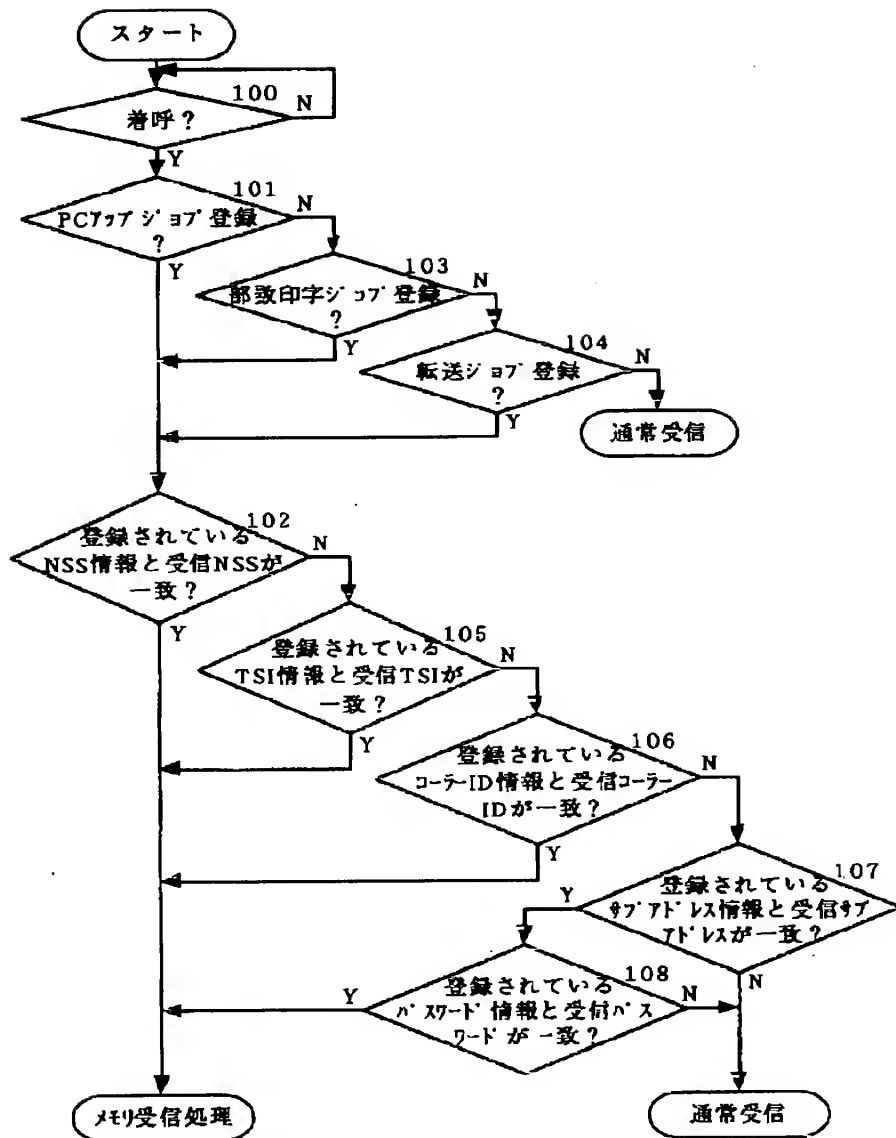 スタート
100
着呼?
N
Y
101
PCアップジョブ登録
?
N
Y
103
部数印字ジョブ登録
?
N
Y
104
転送ジョブ登録
?
N
Y
通常受信
102
登録されている
NSS情報と受信NSSが
一致?
N
Y
105
登録されている
TSI情報と受信TSIが
一致?
N
Y
106
登録されている
コーラーID情報と受信コーラー
IDが一致?
N
Y
107
登録されている
サブアドレス情報と受信サブ
アドレスが一致?
Y
N
108
登録されている
パスワード情報と受信パス
ワードが一致?
Y
N
メモリ受信処理
通常受信